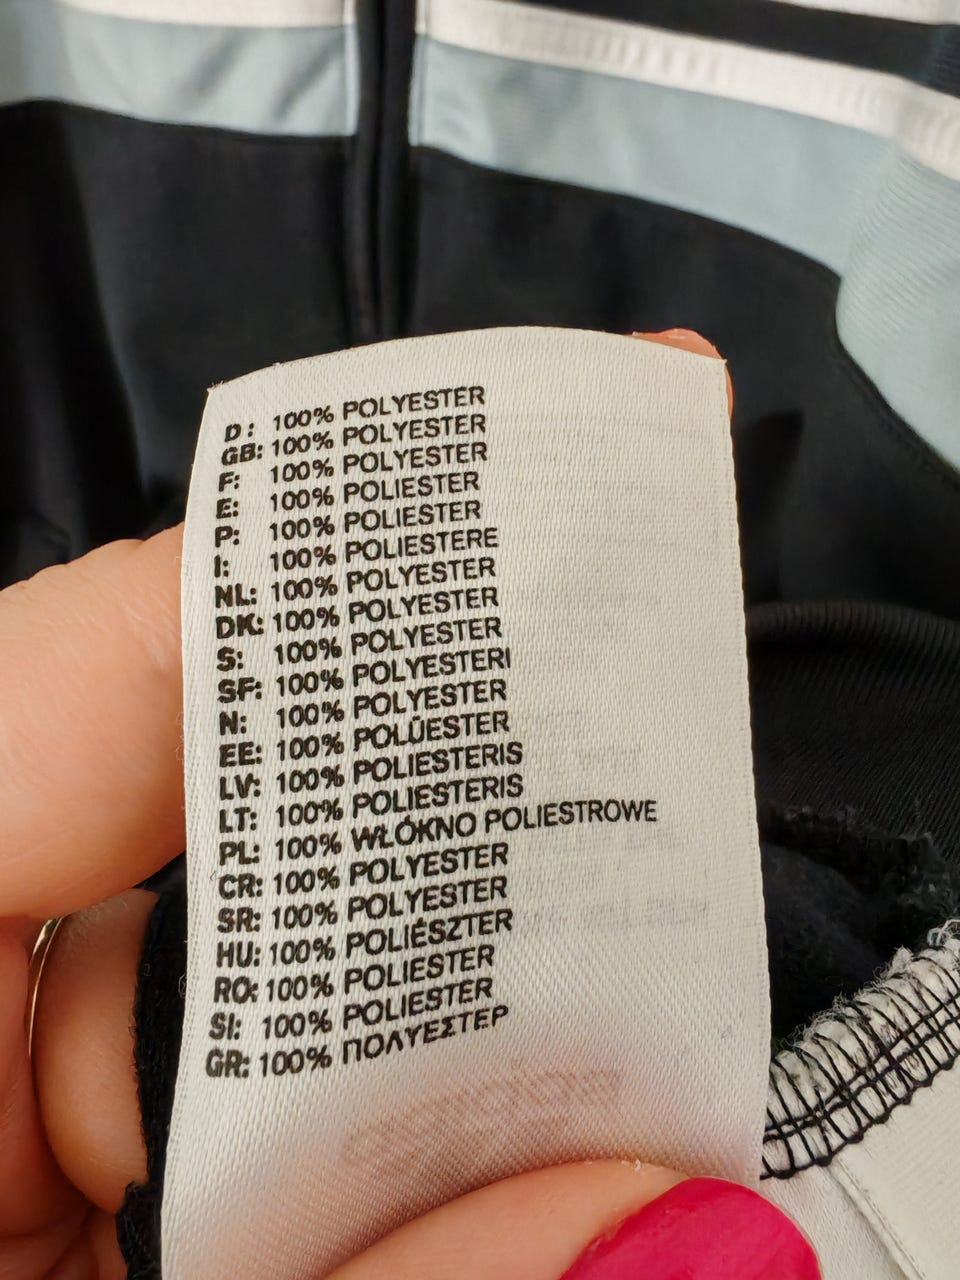 D: 100% POLYESTER
GB: 100% POLYESTER
F: 100% POLYESTER
E: 100% POLIESTER
P: 100% POLIESTER
I: 100% POLIESTERE
NL: 100% POLYESTER
DK: 100% POLYESTER
S: 100% POLYESTER
SF: 100% POLYESTERI
N: 100% POLYESTER
EE: 100% POLÜESTER
LV: 100% POLIESTERIS
LT: 100% POLIESTERIS
PL: 100% WŁÓKNO POLIESTROWE
CR: 100% POLYESTER
SR: 100% POLYESTER
HU: 100% POLIÉSZTER
RO: 100% POLIESTER
SI: 100% POLIESTER
GR: 100% ΠΟΛΥΕΣΤΕΡ